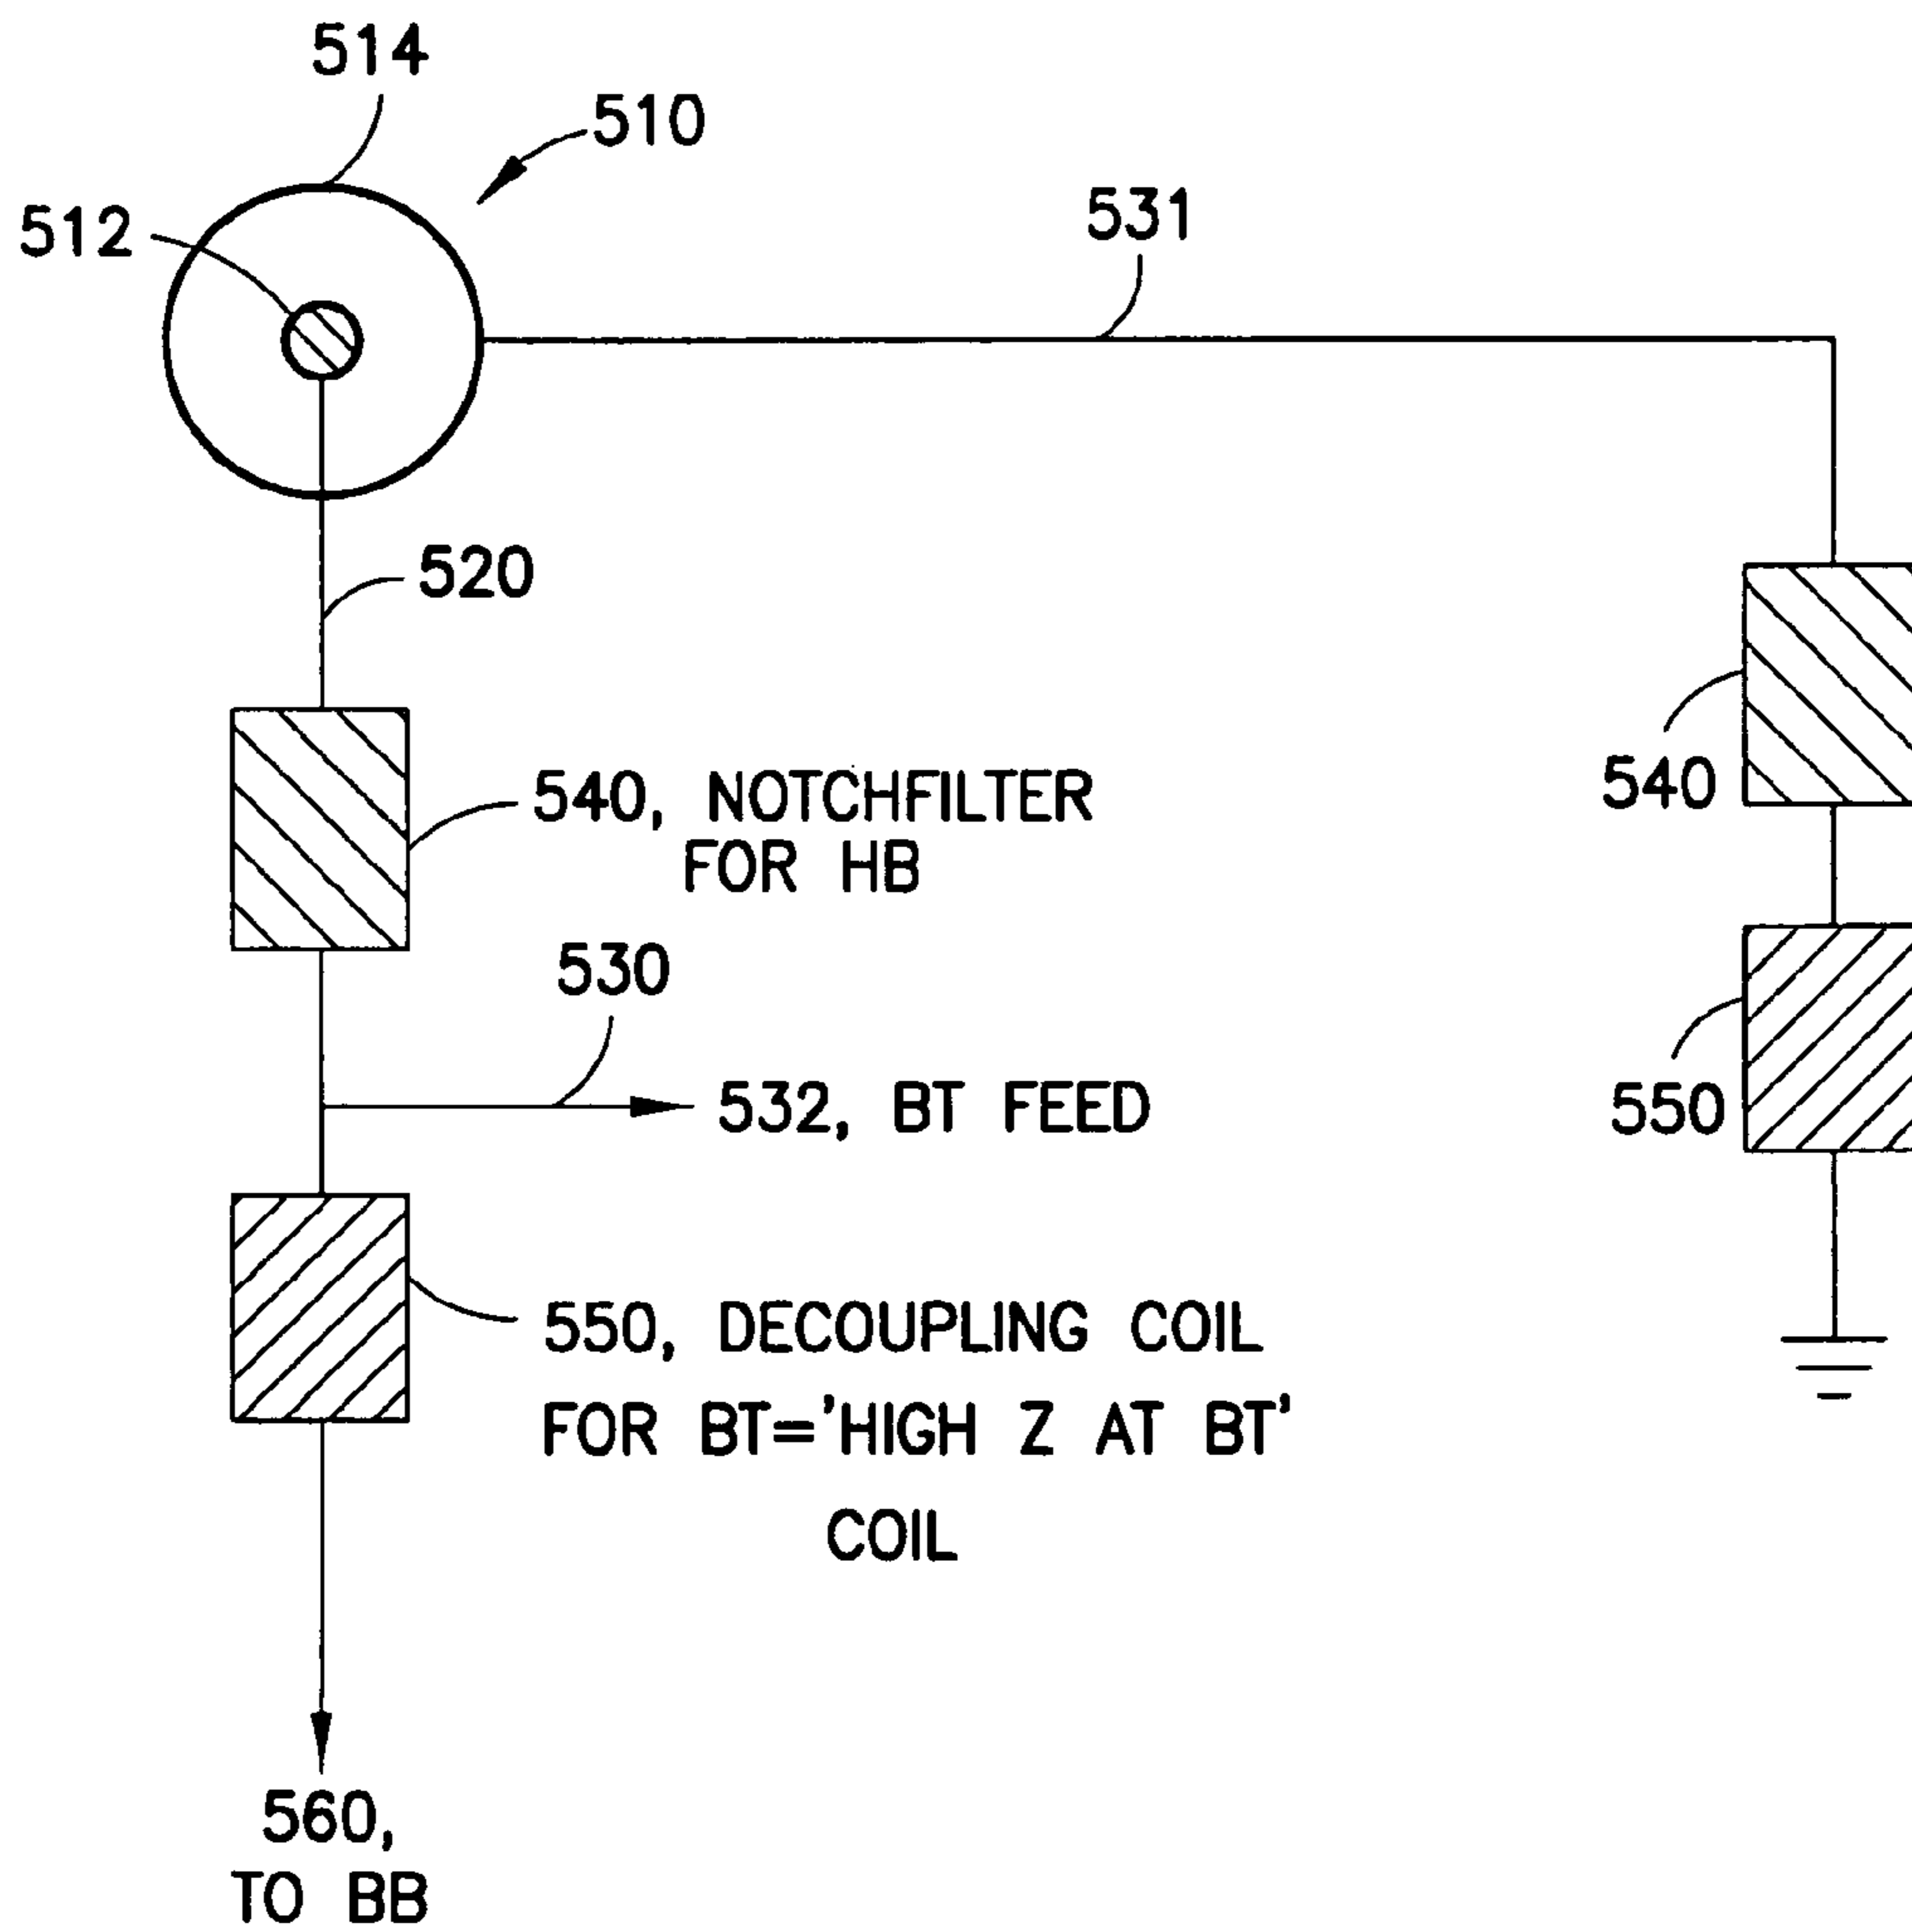 514
510
512
531
520
540, NOTCHFILTER
FOR HB
540
530
532, BT FEED
550
550, DECOUPLING COIL
FOR BT='HIGH Z AT BT'
COIL
560,
TO BB